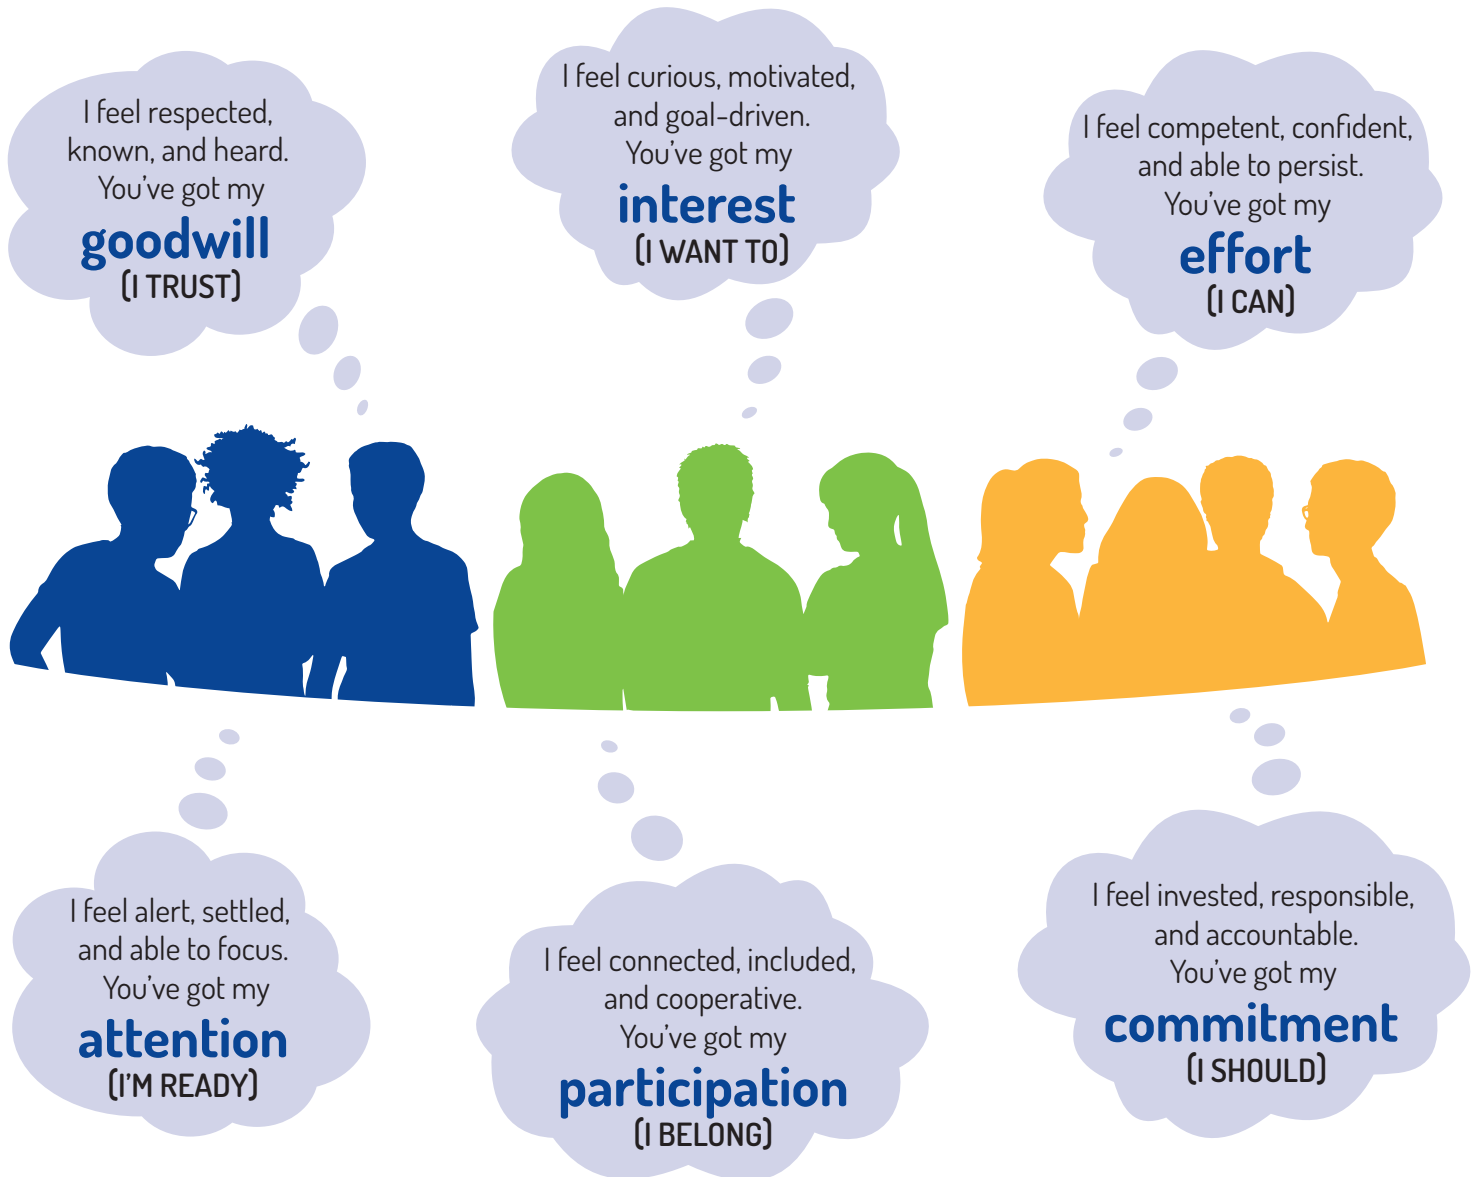 I feel respected,
known, and heard.
You've got my
goodwill
(I TRUST)
I feel curious, motivated,
and goal-driven.
You've got my
interest
(I WANT TO)
I feel competent, confident,
and able to persist.
You've got my
effort
(I CAN)
I feel alert, settled,
and able to focus.
You've got my
attention
(I'M READY)
I feel connected, included,
and cooperative.
You've got my
participation
(I BELONG)
I feel invested, responsible,
and accountable.
You've got my
commitment
(I SHOULD)